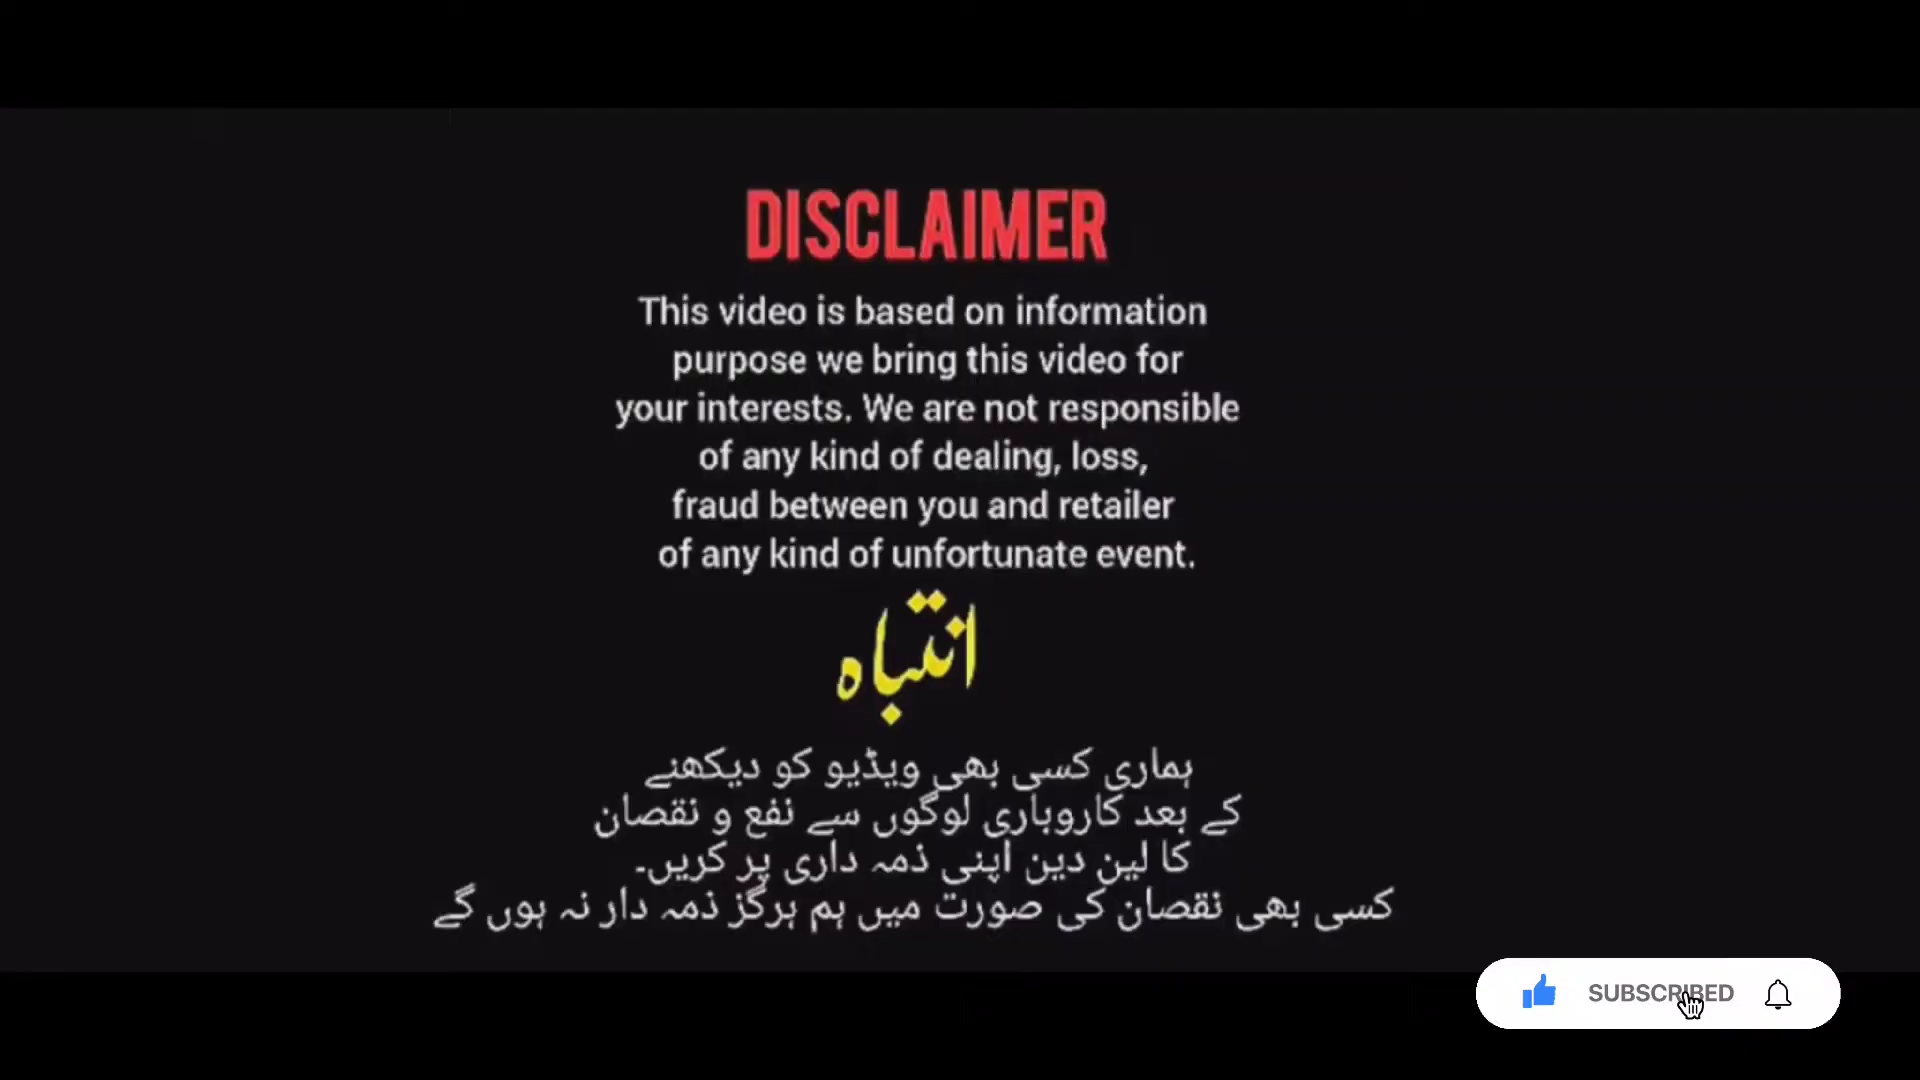 DISCLAIMER
This video is based on information
purpose we bring this video for
your interests. We are not responsible
of any kind of dealing, loss,
fraud between you and retailer
of any kind of unfortunate event.
انتباہ
ہماری کسی بھی ویڈیو کو دیکھنے
کے بعد کاروباری لوگوں سے نفع و نقصان
کا لین دین اپنی ذمہ داری پر کریں۔
کسی بھی نقصان کی صورت میں ہم ہرگز ذمہ دار نہ ہوں گے
SUBSCRIBED